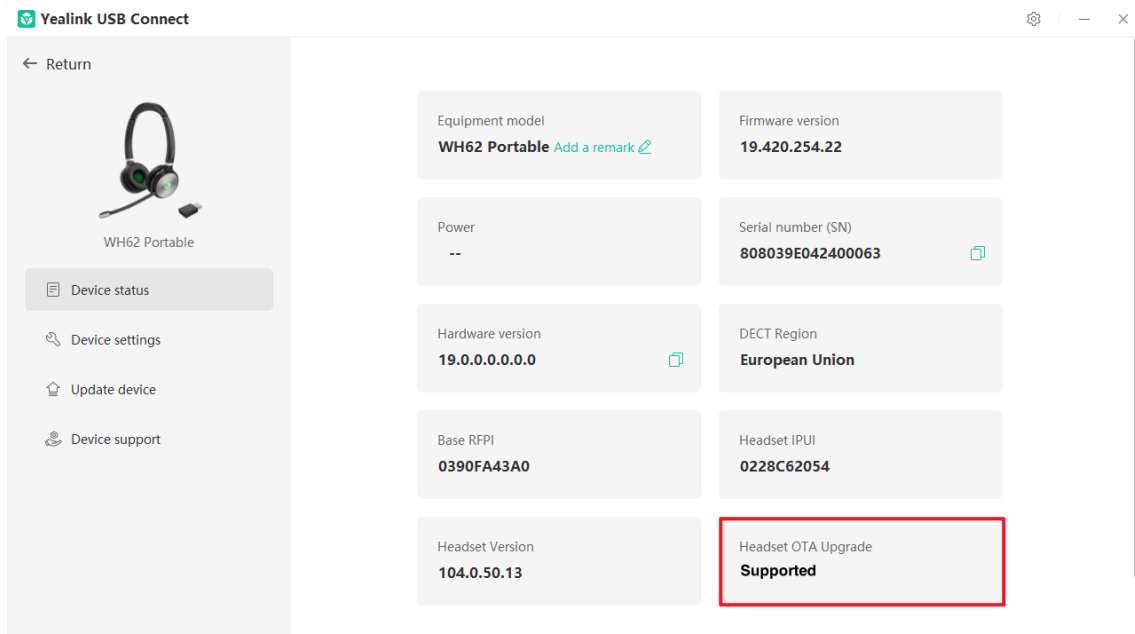 Yealink USB Connect
Return
WH62 Portable
Device status
Device settings
Update device
Device support
Equipment model
WH62 Portable Add a remark
Firmware version
19.420.254.22
Power
--
Serial number (SN)
808039E042400063
Hardware version
19.0.0.0.0.0.0
DECT Region
European Union
Base RFPI
0390FA43A0
Headset IPUI
0228C62054
Headset Version
104.0.50.13
Headset OTA Upgrade
Supported